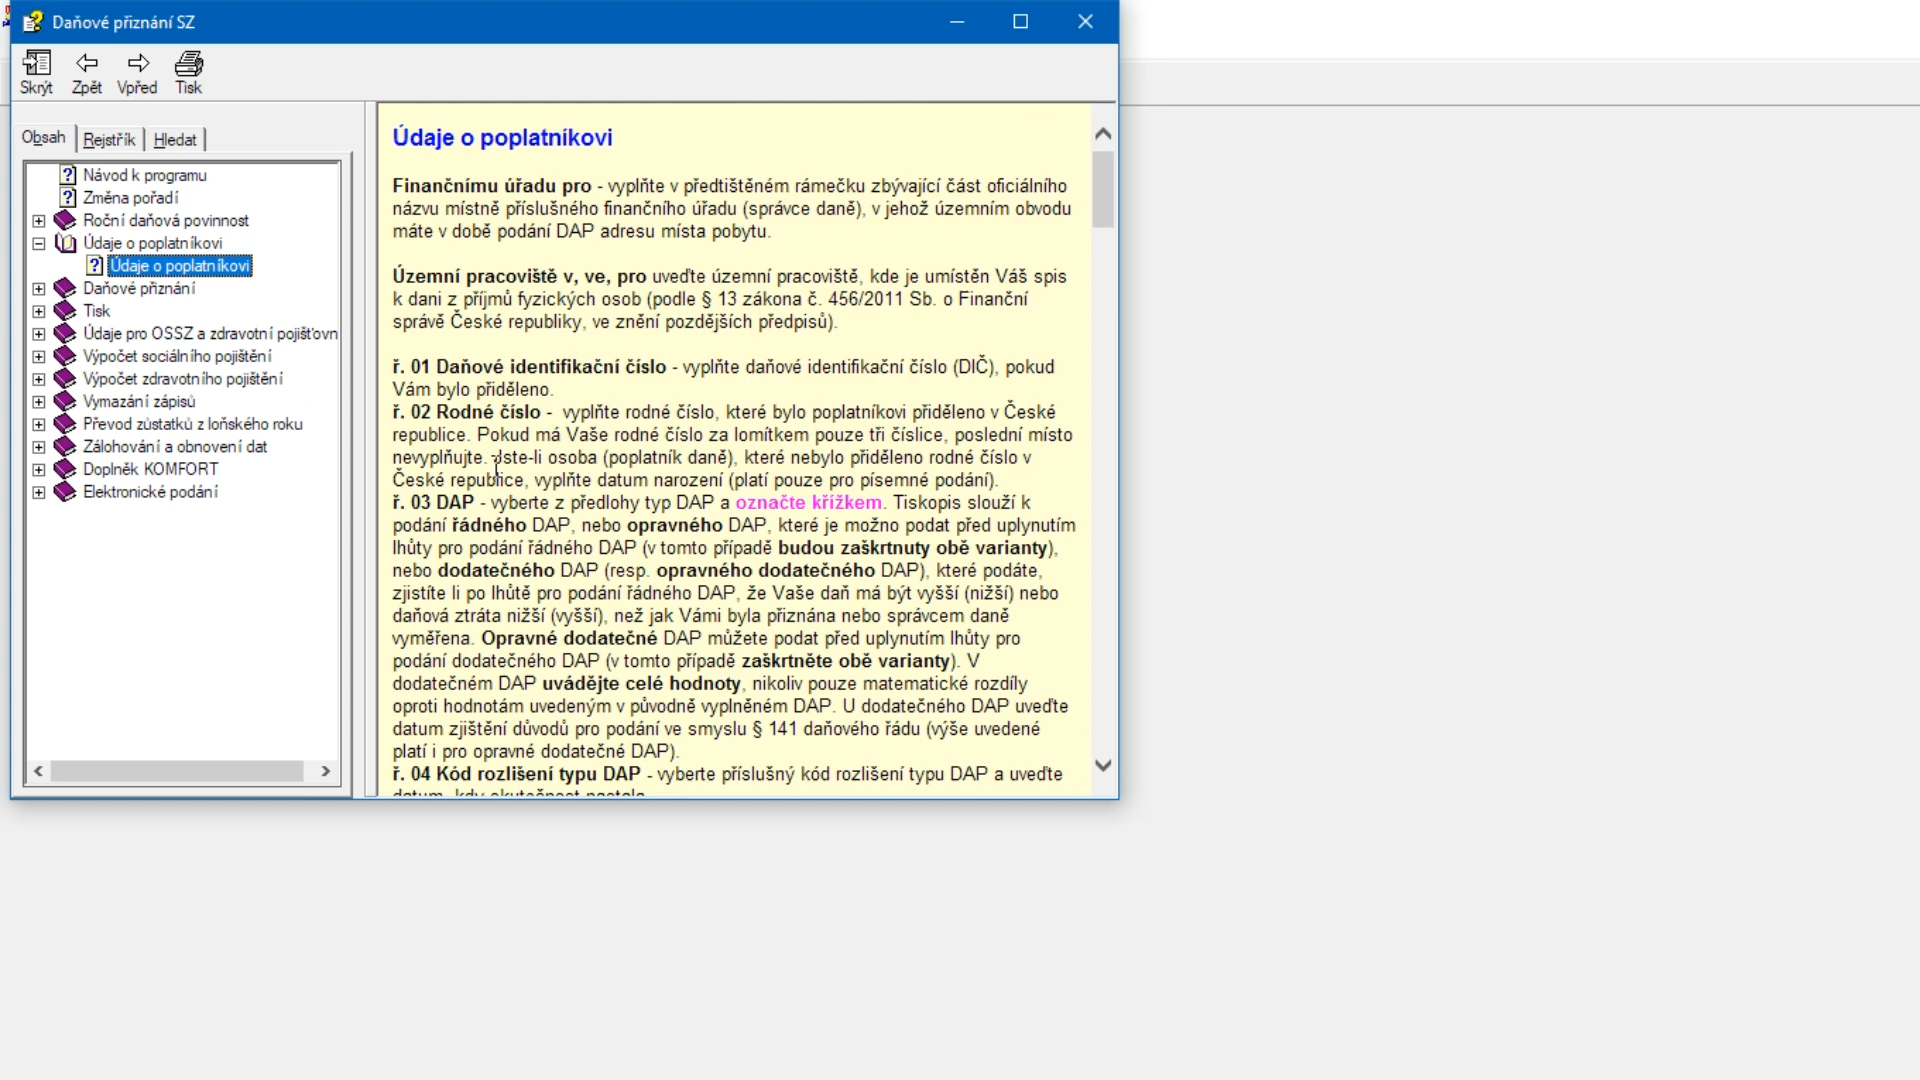 Daňové přiznání SZ
Skrýt Zpět Vpřed Tisk
Obsah Rejstřík Hledat
Návod k programu
Změna pořadí
Roční daňová povinnost
Údaje o poplatníkovi
Údaje o poplatníkovi
Daňové přiznání
Tisk
Údaje pro OSSZ a zdravotní pojišťovn
Výpočet sociálního pojištění
Výpočet zdravotního pojištění
Vymazání zápisů
Převod zůstatků z loňského roku
Zálohování a obnovení dat
Doplněk KOMFORT
Elektronické podání
Údaje o poplatníkovi
Finančnímu úřadu pro - vyplňte v předtištěném rámečku zbývající část oficiálního
názvu místně příslušného finančního úřadu (správce daně), v jehož územním obvodu
máte v době podání DAP adresu místa pobytu.
Územní pracoviště v, ve, pro uveďte územní pracoviště, kde je umístěn Váš spis
k dani z příjmů fyzických osob (podle § 13 zákona č. 456/2011 Sb. o Finanční
správě České republiky, ve znění pozdějších předpisů).
ř. 01 Daňové identifikační číslo - vyplňte daňové identifikační číslo (DIČ), pokud
Vám bylo přiděleno.
ř. 02 Rodné číslo - vyplňte rodné číslo, které bylo poplatníkovi přiděleno v České
republice. Pokud má Vaše rodné číslo za lomítkem pouze tři číslice, poslední místo
nevyplňujte. Jste-li osoba (poplatník daně), které nebylo přiděleno rodné číslo v
České republice, vyplňte datum narození (platí pouze pro písemné podání).
ř. 03 DAP - vyberte z předlohy typ DAP a označte křížkem. Tiskopis slouží k
podání řádného DAP, nebo opravného DAP, které je možno podat před uplynutím
lhůty pro podání řádného DAP (v tomto případě budou zaškrtnuty obě varianty),
nebo dodatečného DAP (resp. opravného dodatečného DAP), které podáte,
zjistíte li po lhůtě pro podání řádného DAP, že Vaše daň má být vyšší (nižší) nebo
daňová ztráta nižší (vyšší), než jak Vámi byla přiznána nebo správcem daně
vyměřena. Opravné dodatečné DAP můžete podat před uplynutím lhůty pro
podání dodatečného DAP (v tomto případě zaškrtněte obě varianty). V
dodatečném DAP uvádějte celé hodnoty, nikoliv pouze matematické rozdíly
oproti hodnotám uvedeným v původně vyplněném DAP. U dodatečného DAP uveďte
datum zjištění důvodů pro podání ve smyslu § 141 daňového řádu (výše uvedené
platí i pro opravné dodatečné DAP).
ř. 04 Kód rozlišení typu DAP - vyberte příslušný kód rozlišení typu DAP a uveďte
datum, kdy skutečnost nastala.